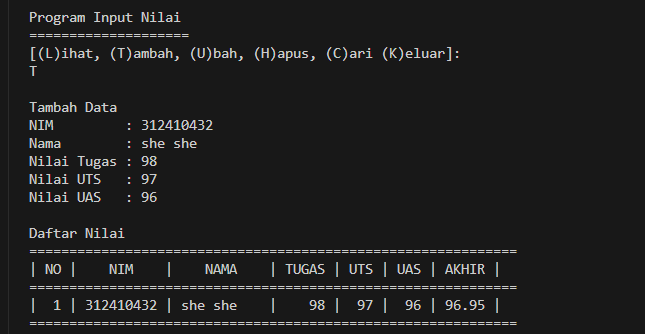 Program Input Nilai
====================
[(L)ihat, (T)ambah, (U)bah, (H)apus, (C)ari (K)eluar]:
T
Tambah Data
NIM         : 312410432
Nama        : she she
Nilai Tugas : 98
Nilai UTS   : 97
Nilai UAS   : 96
Daftar Nilai
=============================================================
| NO |    NIM    |    NAMA    | TUGAS | UTS | UAS | AKHIR |
=============================================================
|  1 | 312410432 | she she    |    98 |  97 |  96 | 96.95 |
=============================================================